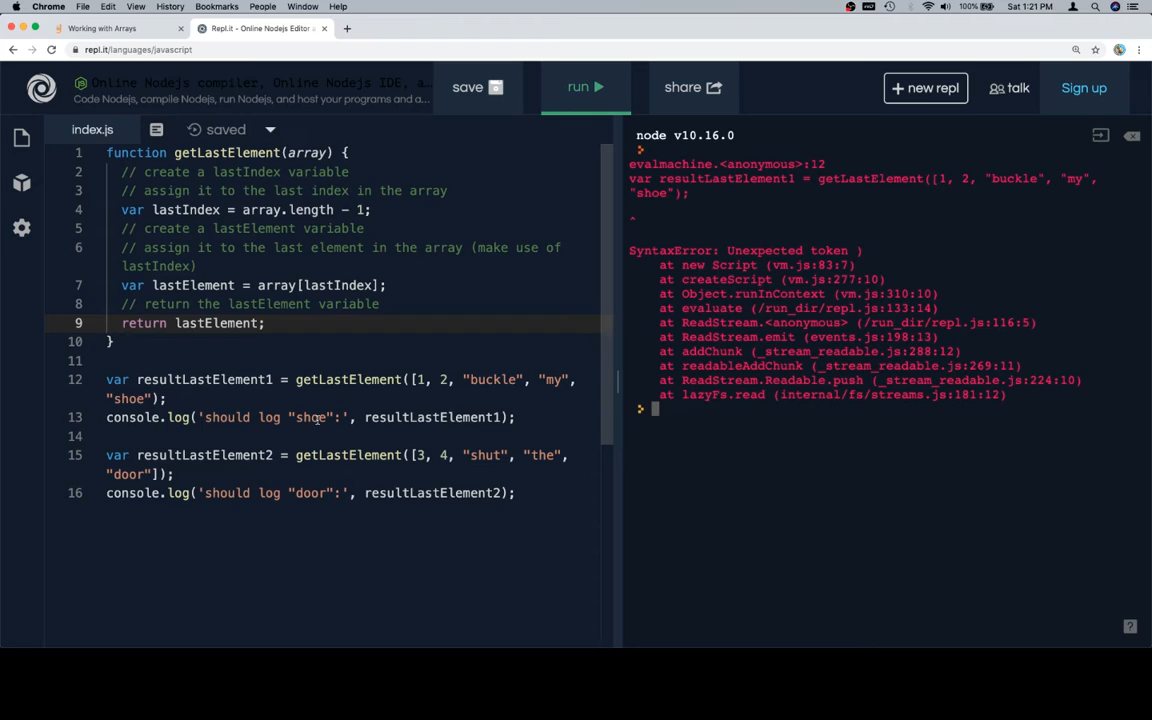 Chrome File Edit View History Bookmarks People Window Help 100% Sat 1:21 PM
Working with Arrays × Repl.it - Online Nodejs Editor × +
repl.it/languages/javascript
Online Nodejs compiler, Online Nodejs IDE, a...
Code Nodejs, compile Nodejs, run Nodejs, and host your programs and a...
save run share + new repl talk Sign up
index.js saved
1 function getLastElement(array) {
2 // create a lastIndex variable
3 // assign it to the last index in the array
4 var lastIndex = array.length - 1;
5 // create a lastElement variable
6 // assign it to the last element in the array (make use of
lastIndex)
7 var lastElement = array[lastIndex];
8 // return the lastElement variable
9 return lastElement;
10 }
11
12 var resultLastElement1 = getLastElement([1, 2, "buckle", "my",
"shoe");
13 console.log('should log "shoe":', resultLastElement1);
14
15 var resultLastElement2 = getLastElement([3, 4, "shut", "the",
"door"]);
16 console.log('should log "door":', resultLastElement2);
node v10.16.0
evalmachine.<anonymous>:12
var resultLastElement1 = getLastElement([1, 2, "buckle", "my",
"shoe");
^
SyntaxError: Unexpected token )
at new Script (vm.js:83:7)
at createScript (vm.js:277:10)
at Object.runInContext (vm.js:310:10)
at evaluate (/run_dir/repl.js:133:14)
at ReadStream.<anonymous> (/run_dir/repl.js:116:5)
at ReadStream.emit (events.js:198:13)
at addChunk (_stream_readable.js:288:12)
at readableAddChunk (_stream_readable.js:269:11)
at ReadStream.Readable.push (_stream_readable.js:224:10)
at lazyFs.read (internal/fs/streams.js:181:12)
?